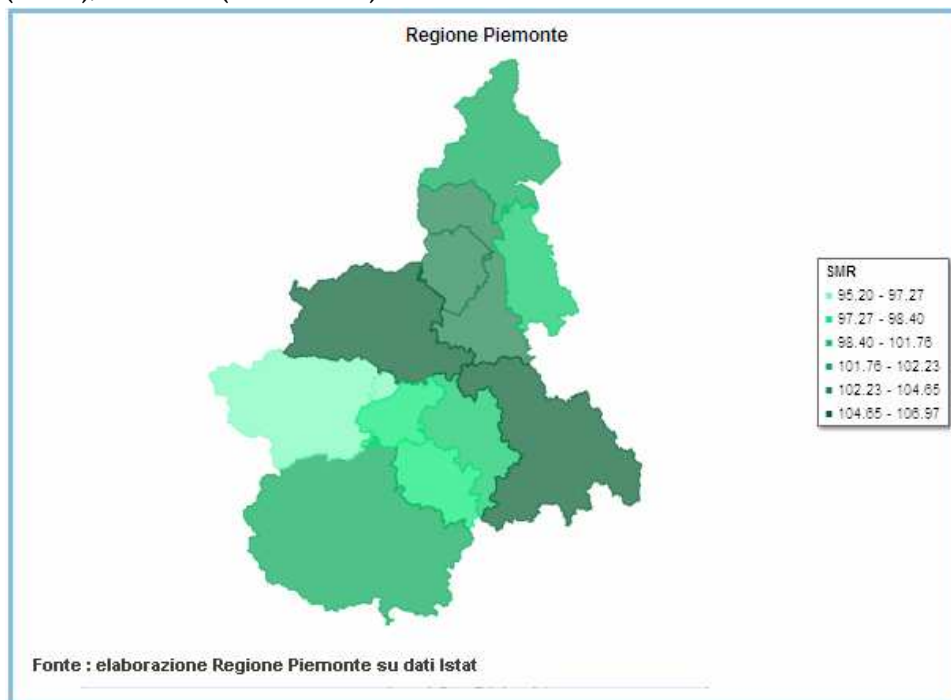 Regione Piemonte
SMR
95.20 - 97.27
97.27 - 98.40
98.40 - 101.76
101.76 - 102.23
102.23 - 104.65
104.65 - 106.97
Fonte : elaborazione Regione Piemonte su dati Istat